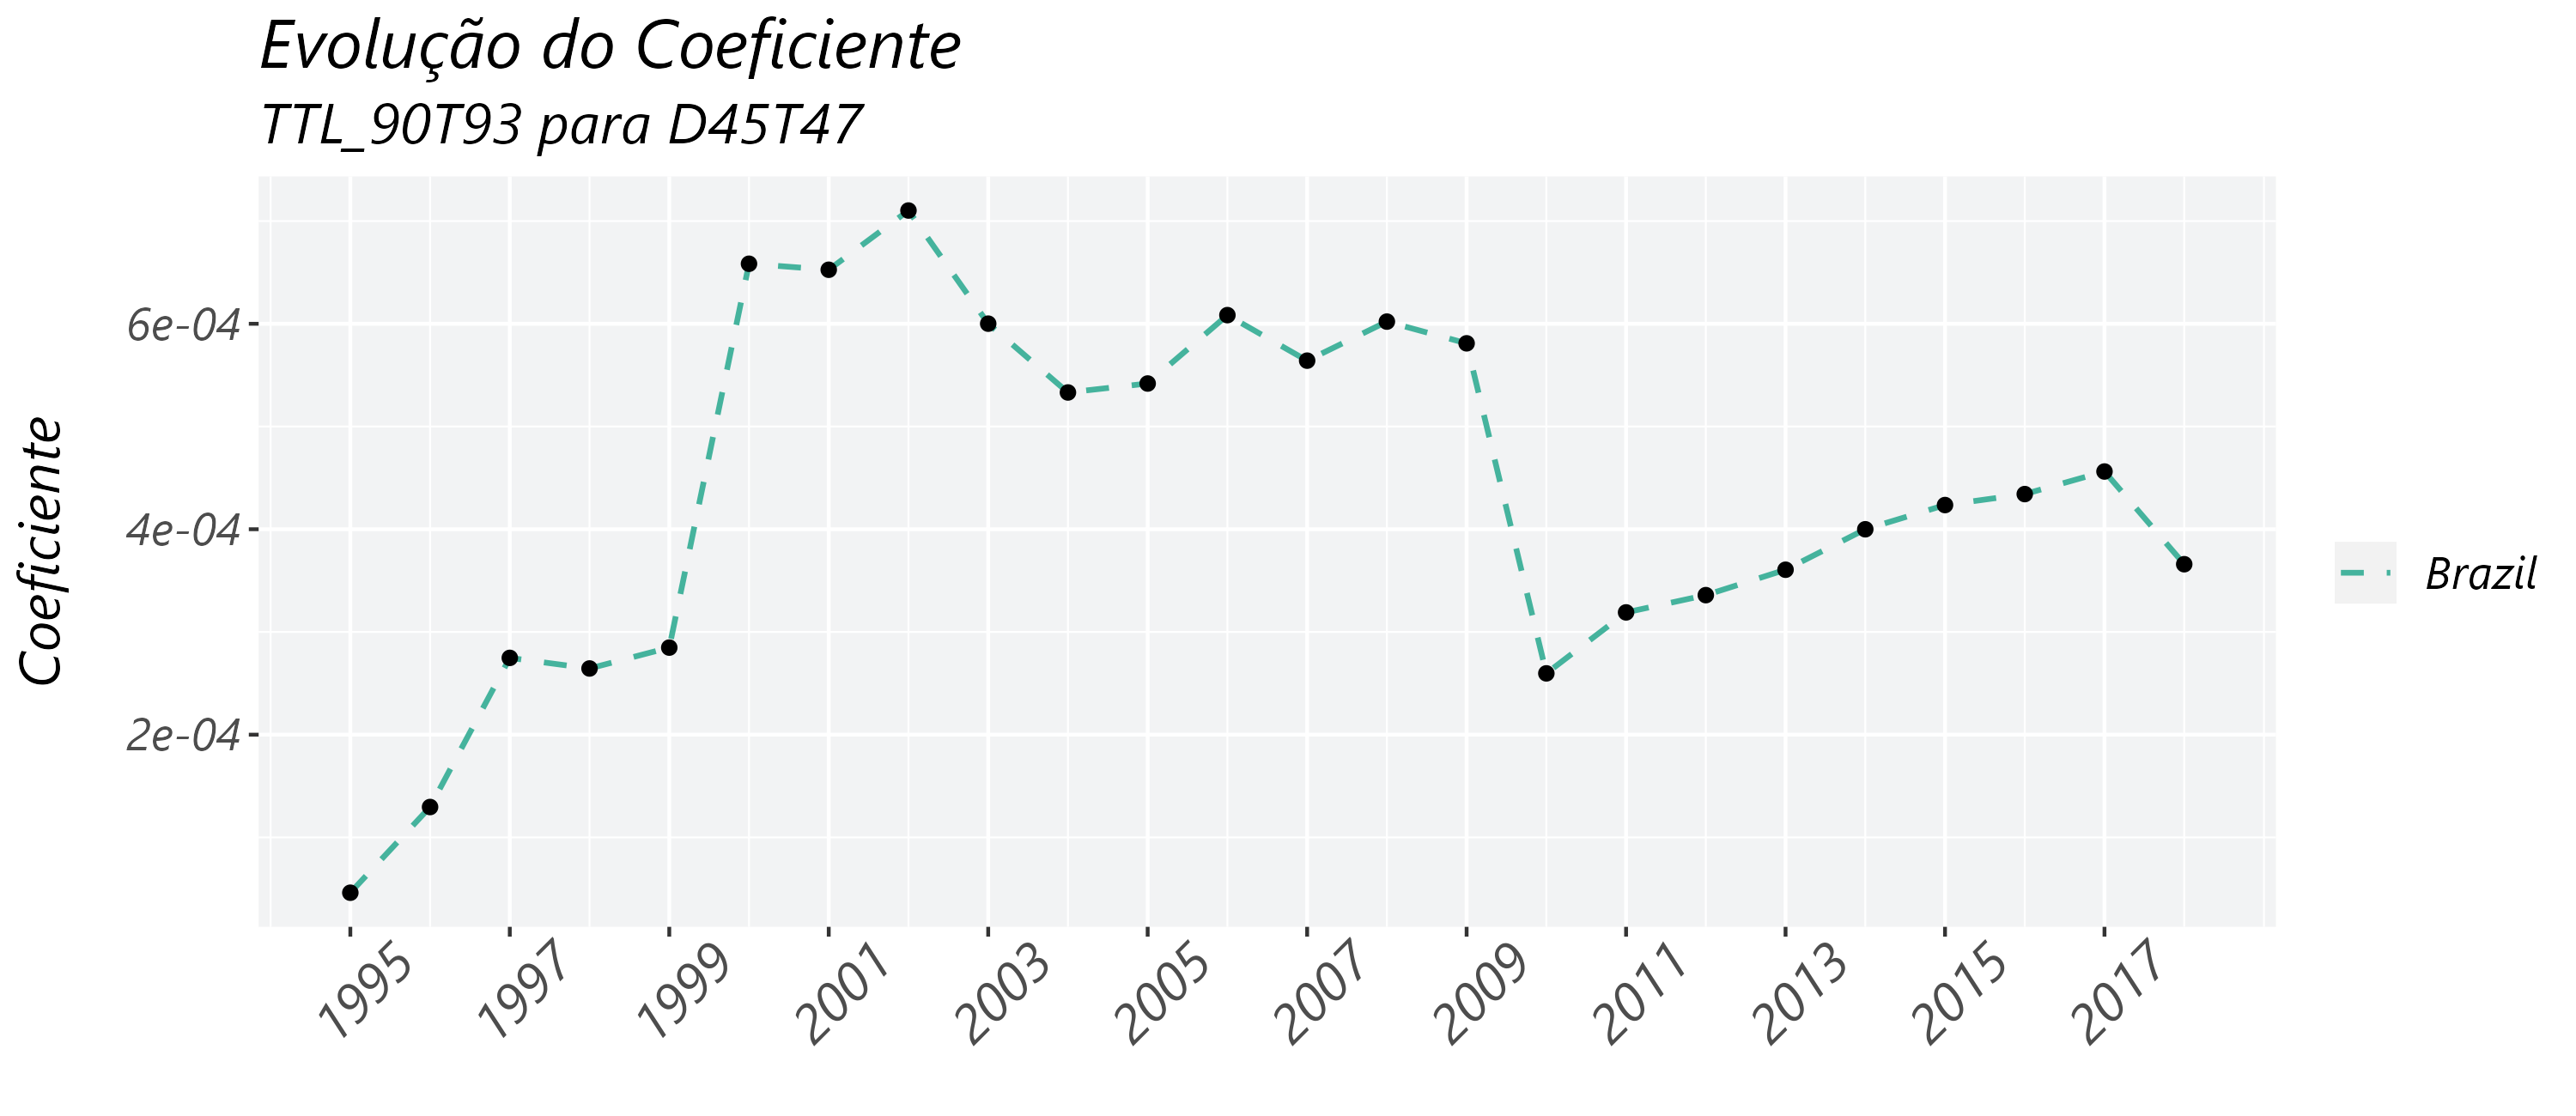 Evolução do Coeficiente
TTL_90T93 para D45T47
Coeficiente
6e-04
4e-04
2e-04
1995
1997
1999
2001
2003
2005
2007
2009
2011
2013
2015
2017
Brazil